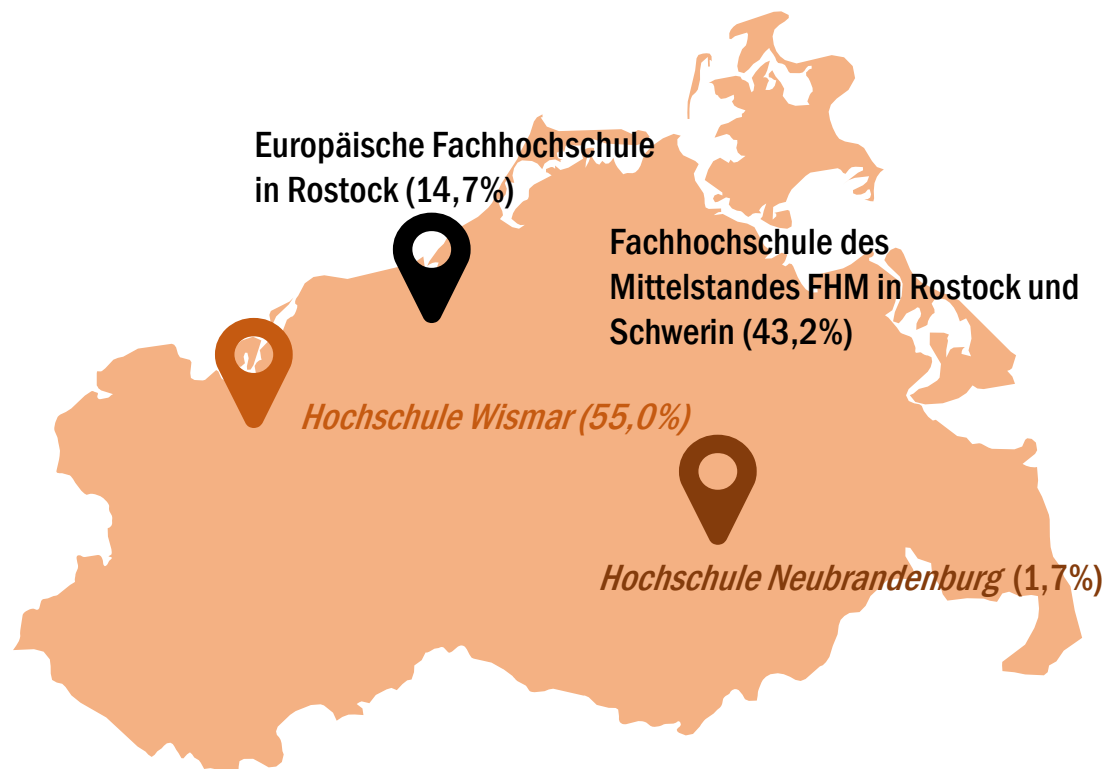 Europäische Fachhochschule
in Rostock (14,7%)
Fachhochschule des
Mittelstandes FHM in Rostock und
Schwerin (43,2%)
Hochschule Wismar (55,0%)
Hochschule Neubrandenburg (1,7%)